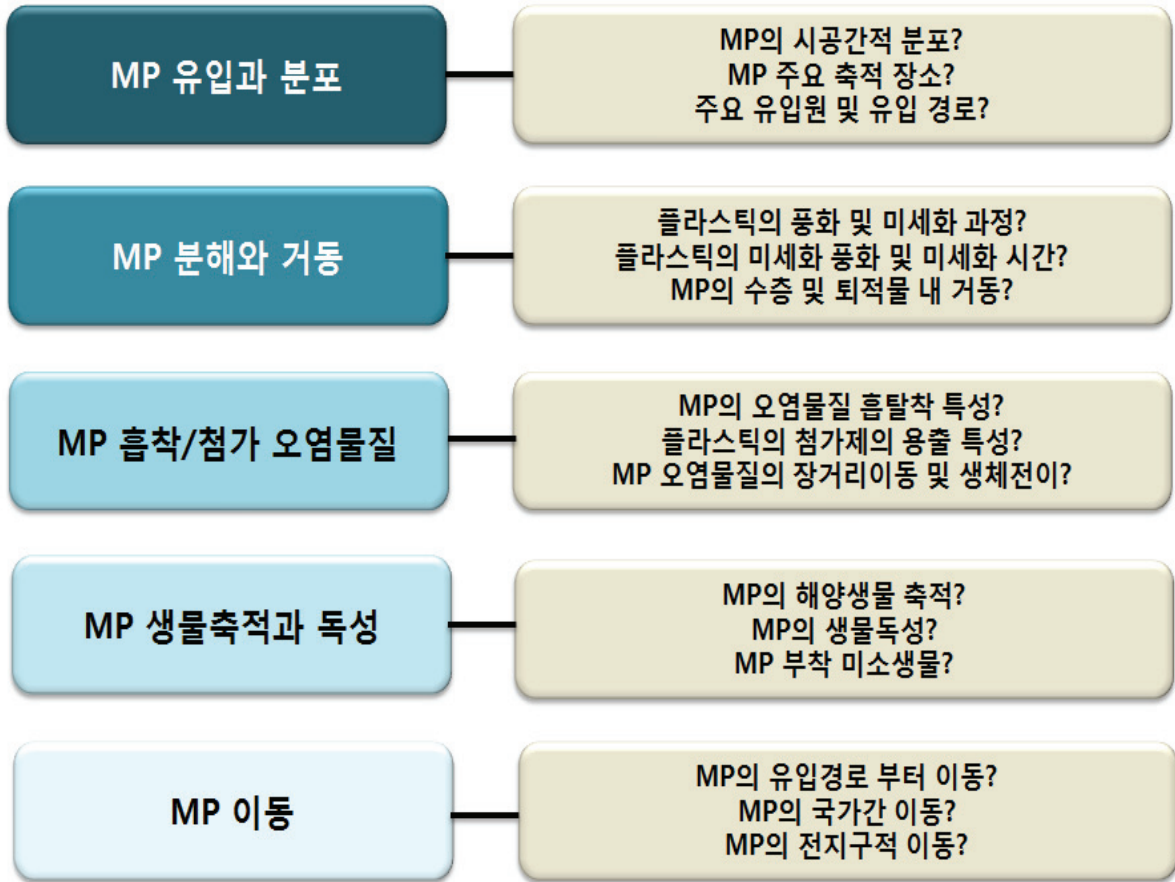 MP 유입과 분포
MP의 시공간적 분포?
MP 주요 축적 장소?
주요 유입원 및 유입 경로?
MP 분해와 거동
플라스틱의 풍화 및 미세화 과정?
플라스틱의 미세화 풍화 및 미세화 시간?
MP의 수층 및 퇴적물 내 거동?
MP 흡착/첨가 오염물질
MP의 오염물질 흡탈착 특성?
플라스틱의 첨가제의 용출 특성?
MP 오염물질의 장거리이동 및 생체전이?
MP 생물축적과 독성
MP의 해양생물 축적?
MP의 생물독성?
MP 부착 미소생물?
MP 이동
MP의 유입경로 부터 이동?
MP의 국가간 이동?
MP의 전지구적 이동?